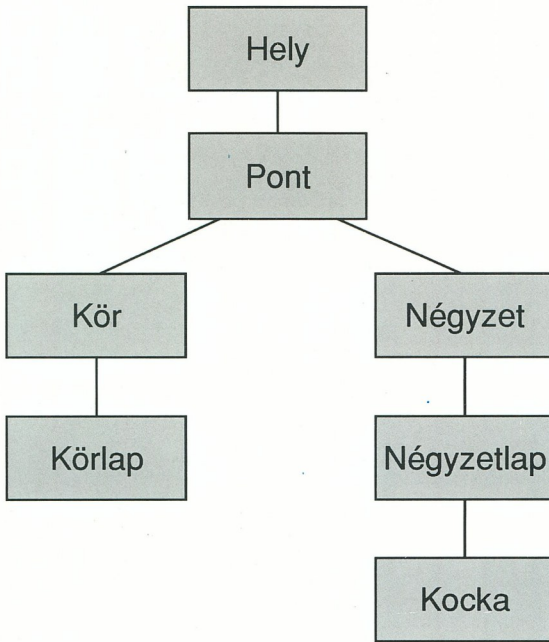 Hely
Pont
Kör
Négyzet
Körlap
Négyzetlap
Kocka